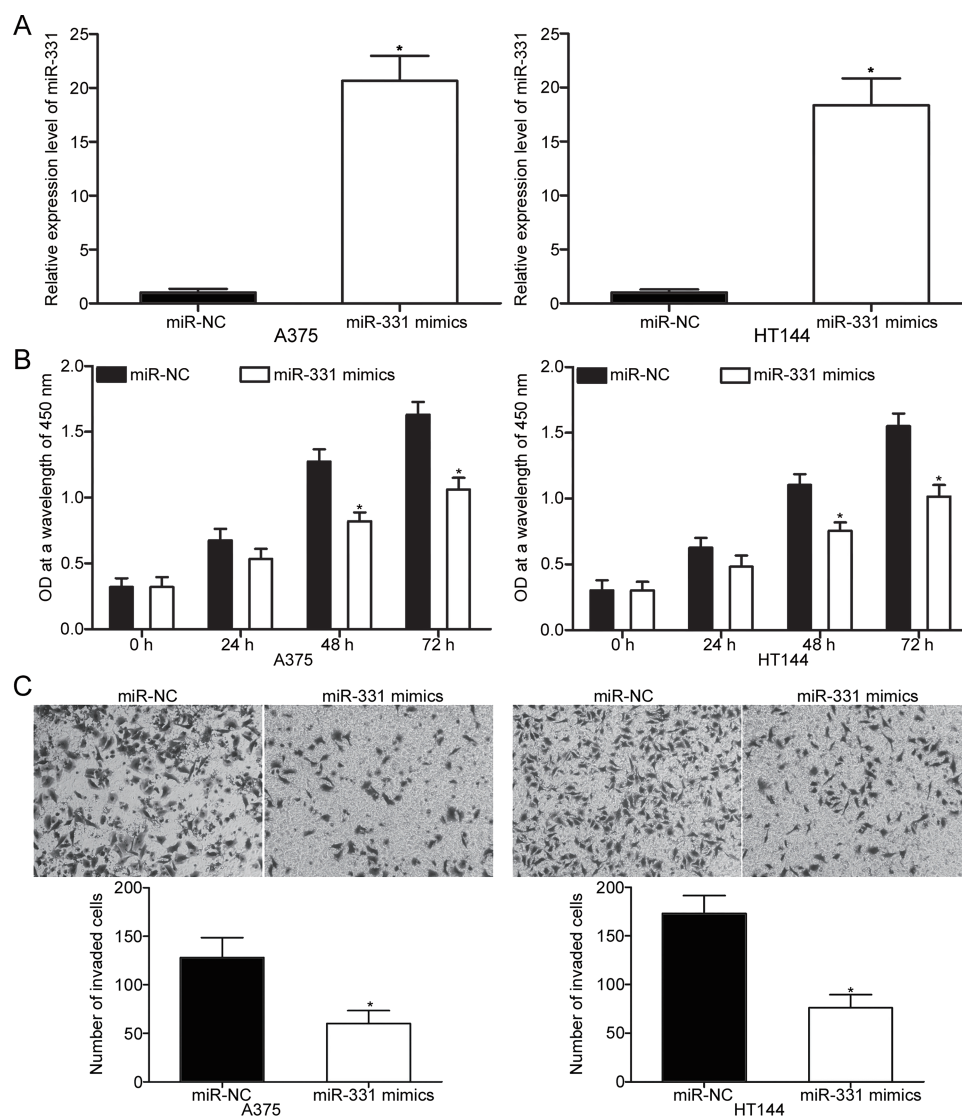 A
Relative expression level of miR-331
25
20
15
10
5
0
*
miR-NC
miR-331 mimics
A375
Relative expression level of miR-331
25
20
15
10
5
0
*
miR-NC
miR-331 mimics
HT144
B
OD at a wavelength of 450 nm
2.0
1.5
1.0
0.5
0.0
miR-NC
miR-331 mimics
*
*
0 h
24 h
48 h
72 h
A375
OD at a wavelength of 450 nm
2.0
1.5
1.0
0.5
0.0
miR-NC
miR-331 mimics
*
*
0 h
24 h
48 h
72 h
HT144
C
miR-NC
miR-331 mimics
miR-NC
miR-331 mimics
Number of invaded cells
200
150
100
50
0
*
miR-NC
miR-331 mimics
A375
Number of invaded cells
200
150
100
50
0
*
miR-NC
miR-331 mimics
HT144